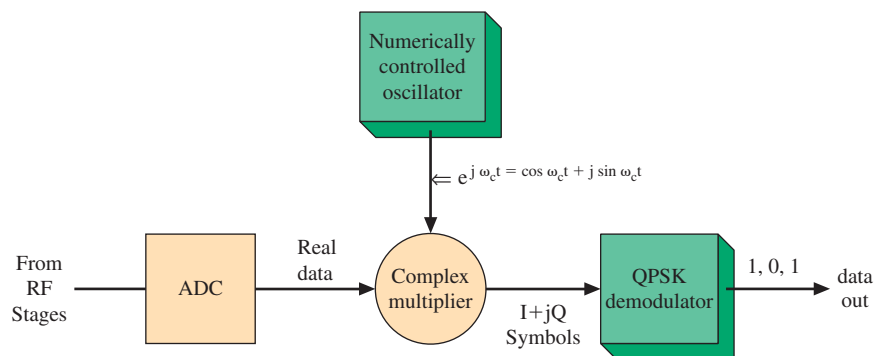 Numerically
controlled
oscillator
⇐ e^{j ω_c t = cos ω_c t + j sin ω_c t}
From
RF
Stages
ADC
Real
data
Complex
multiplier
I+jQ
Symbols
QPSK
demodulator
1, 0, 1
data
out